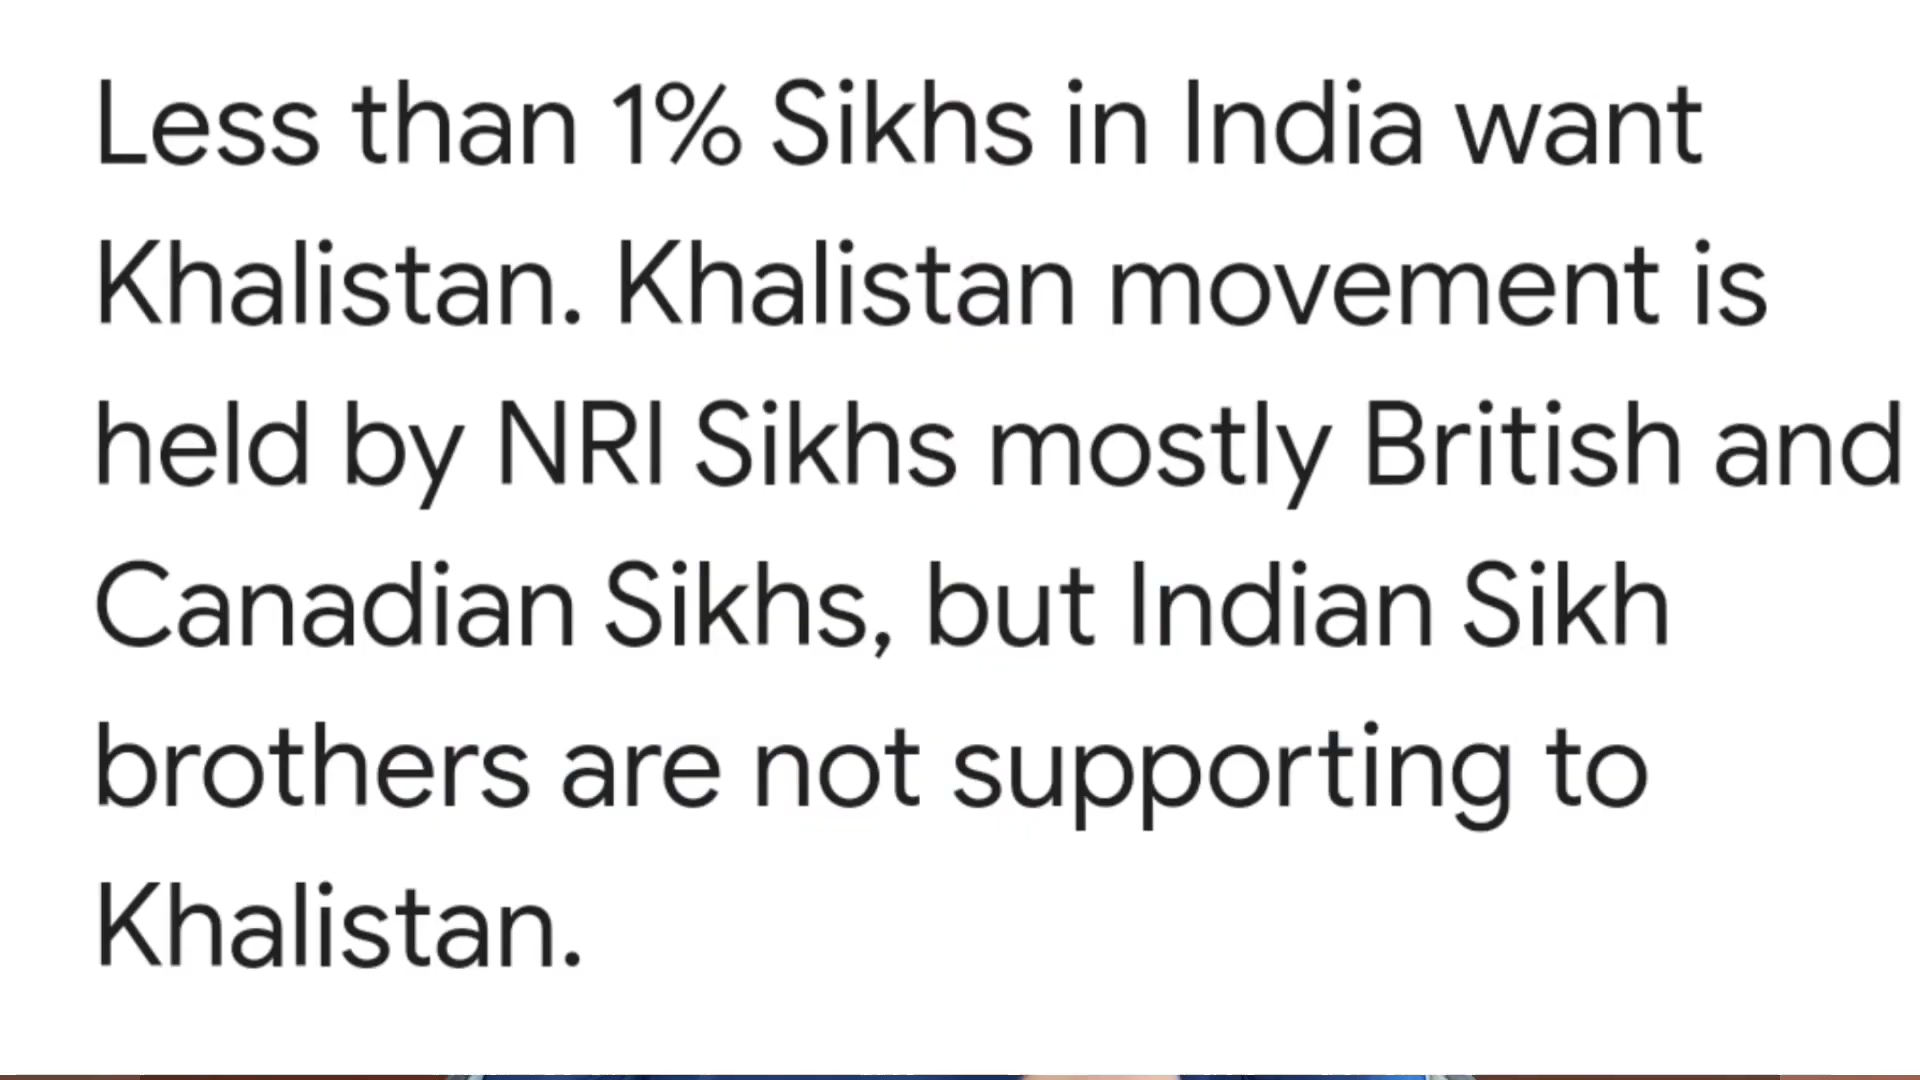 Less than 1% Sikhs in India want
Khalistan. Khalistan movement is
held by NRI Sikhs mostly British and
Canadian Sikhs, but Indian Sikh
brothers are not supporting to
Khalistan.